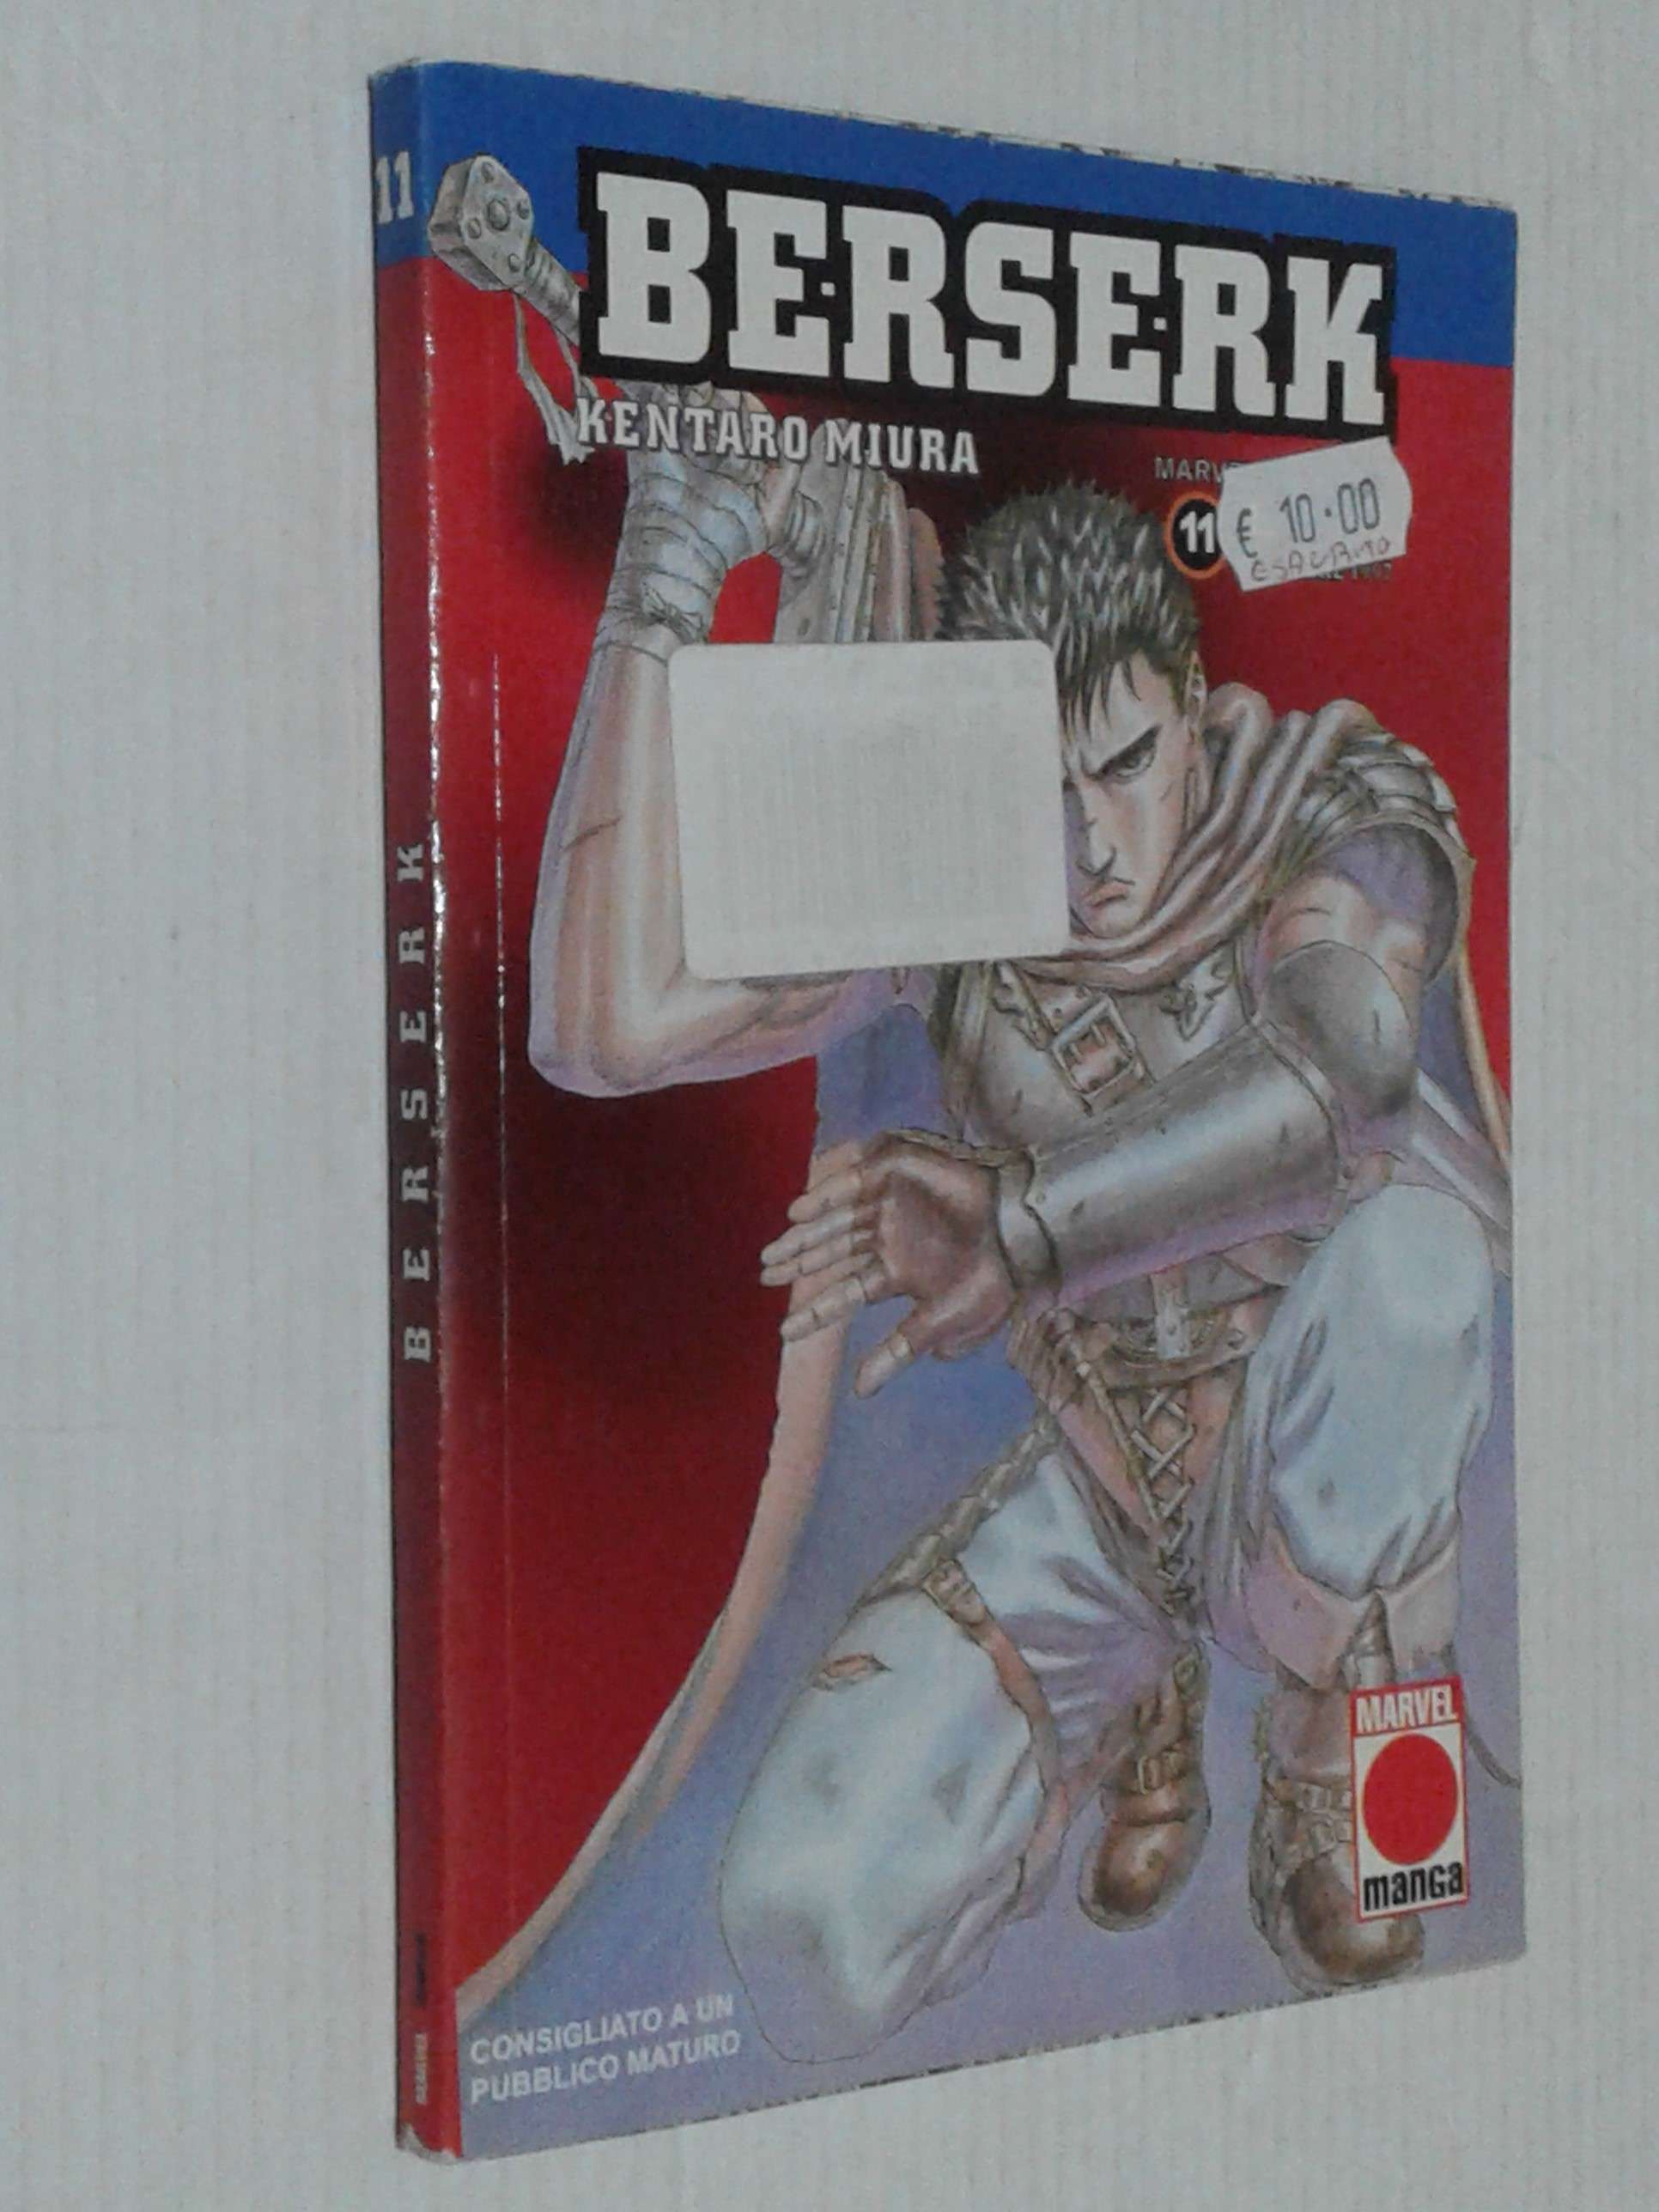 11
BERSERK
KENTARO MIURA
11
€ 10.00
ESAURITO
BERSERK
MARVEL
manga
CONSIGLIATO A UN
PUBBLICO MATURO